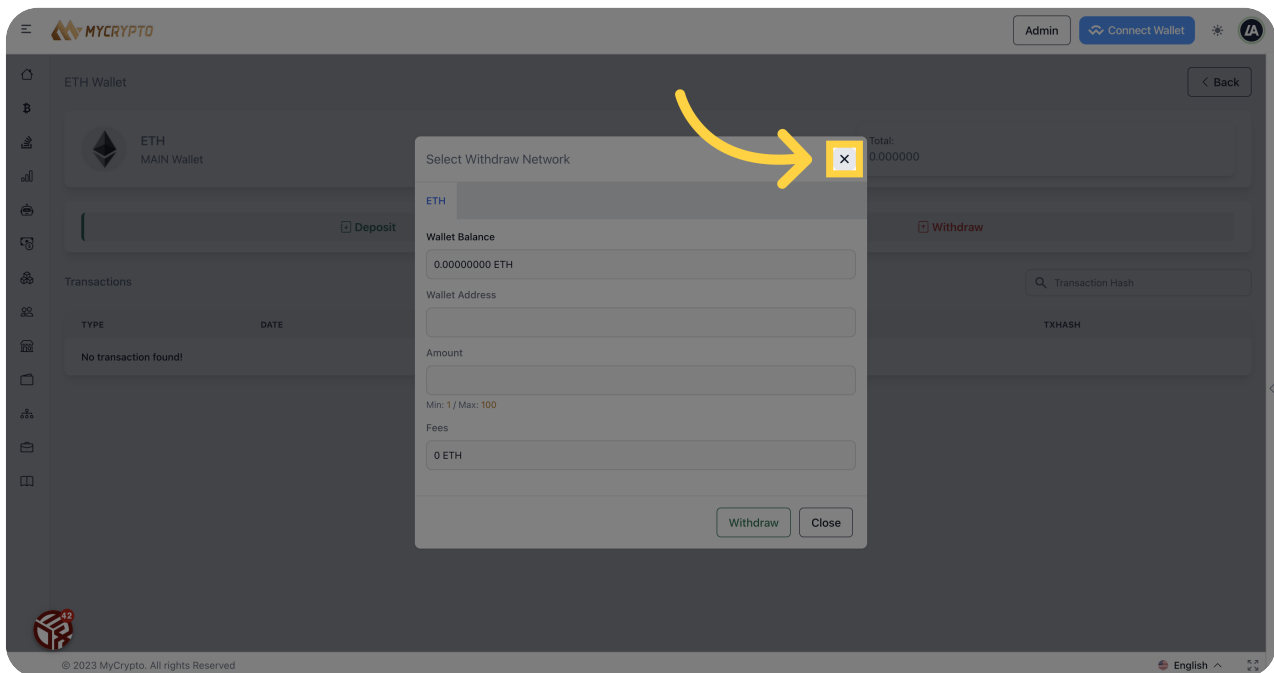 MYCRYPTO
Admin
Connect Wallet
ETH Wallet
Back
ETH
MAIN Wallet
Total:
0.000000
Deposit
Withdraw
Transactions
Transaction Hash
TYPE
DATE
TXHASH
No transaction found!
Select Withdraw Network
ETH
Wallet Balance
0.00000000 ETH
Wallet Address
Amount
Min: 1 / Max: 100
Fees
0 ETH
Withdraw
Close
42
© 2023 MyCrypto. All rights Reserved
English